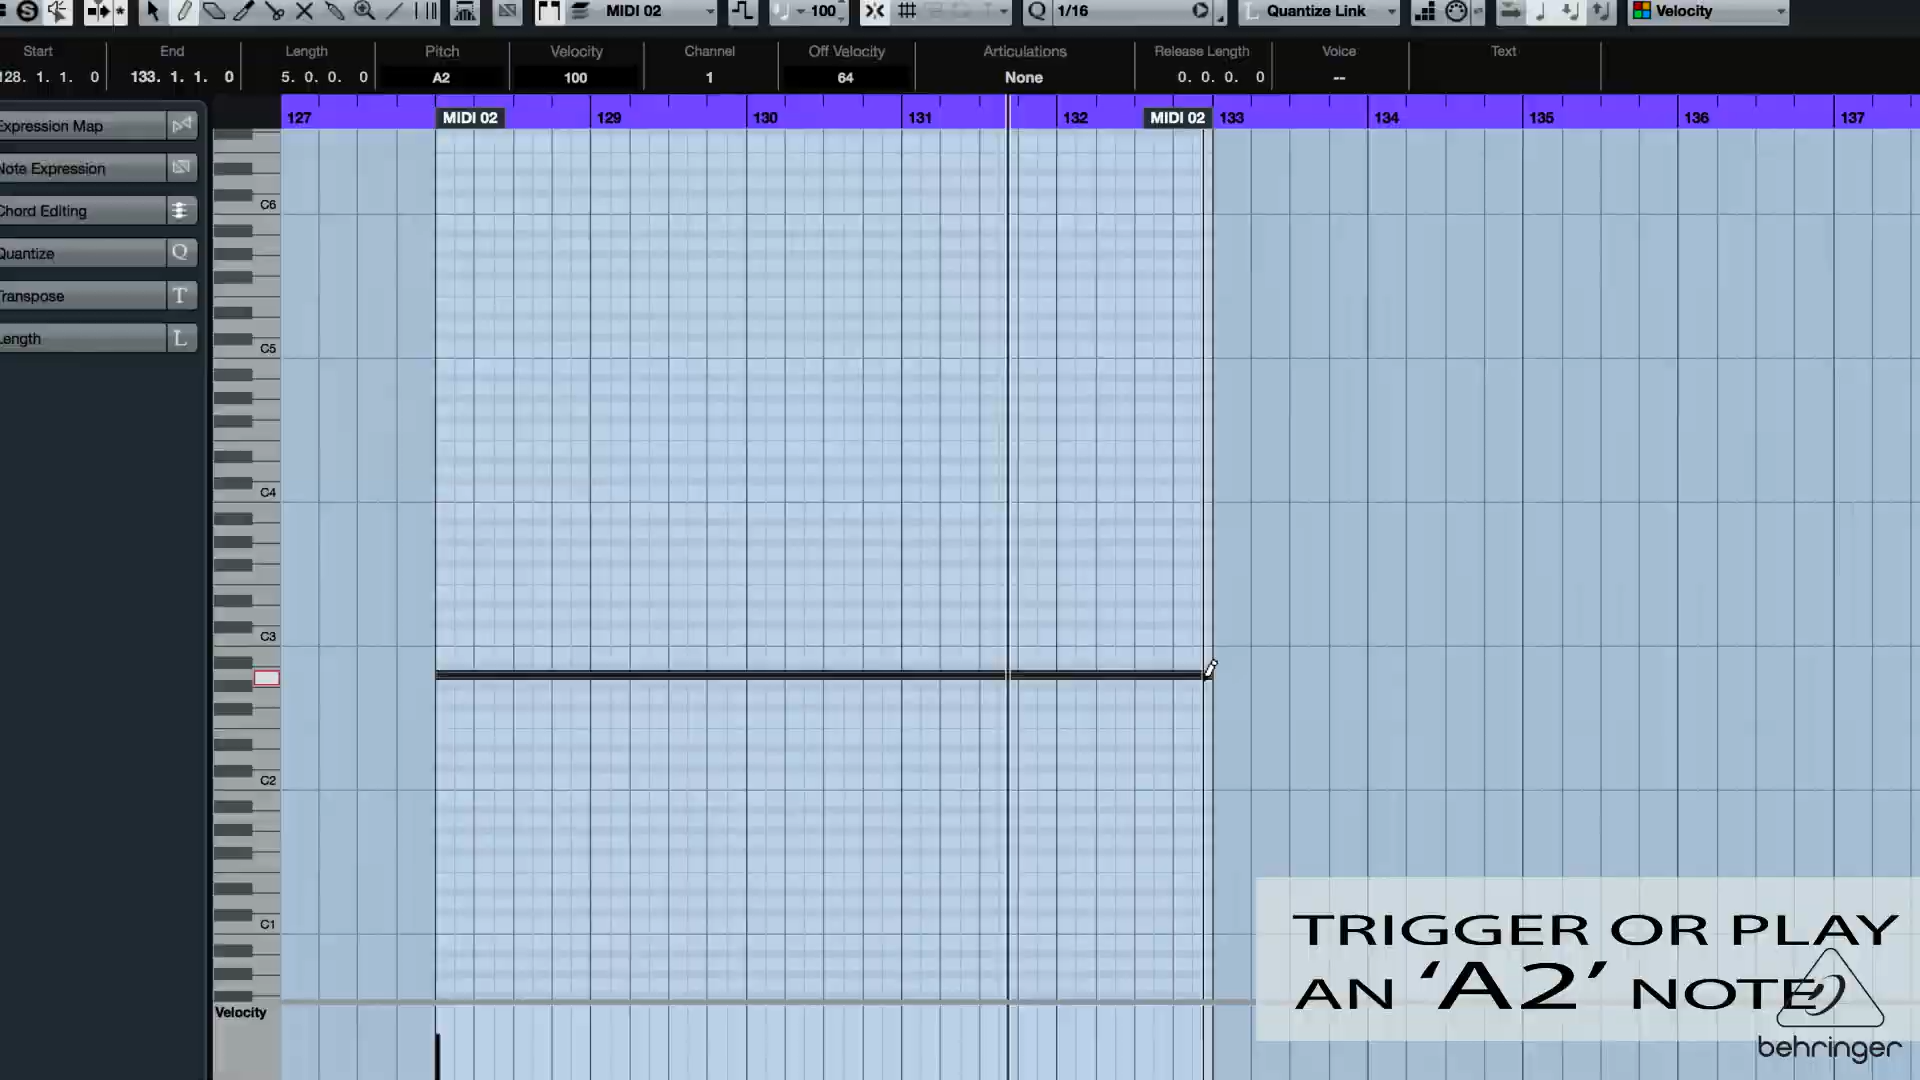 MIDI 02
100
Q
1/16
L
Quantize Link
Velocity
Start
End
Length
Pitch
Velocity
Channel
Off Velocity
Articulations
Release Length
Voice
Text
128. 1. 1. 0
133. 1. 1. 0
5. 0. 0. 0
A2
100
1
64
None
0. 0. 0. 0
--
127
MIDI 02
129
130
131
132
MIDI 02
133
134
135
136
137
Expression Map
Note Expression
Chord Editing
Quantize
Q
Transpose
T
Length
L
C6
C5
C4
C3
C2
C1
Velocity
TRIGGER OR PLAY
AN ‘A2’ NOTE
behringer